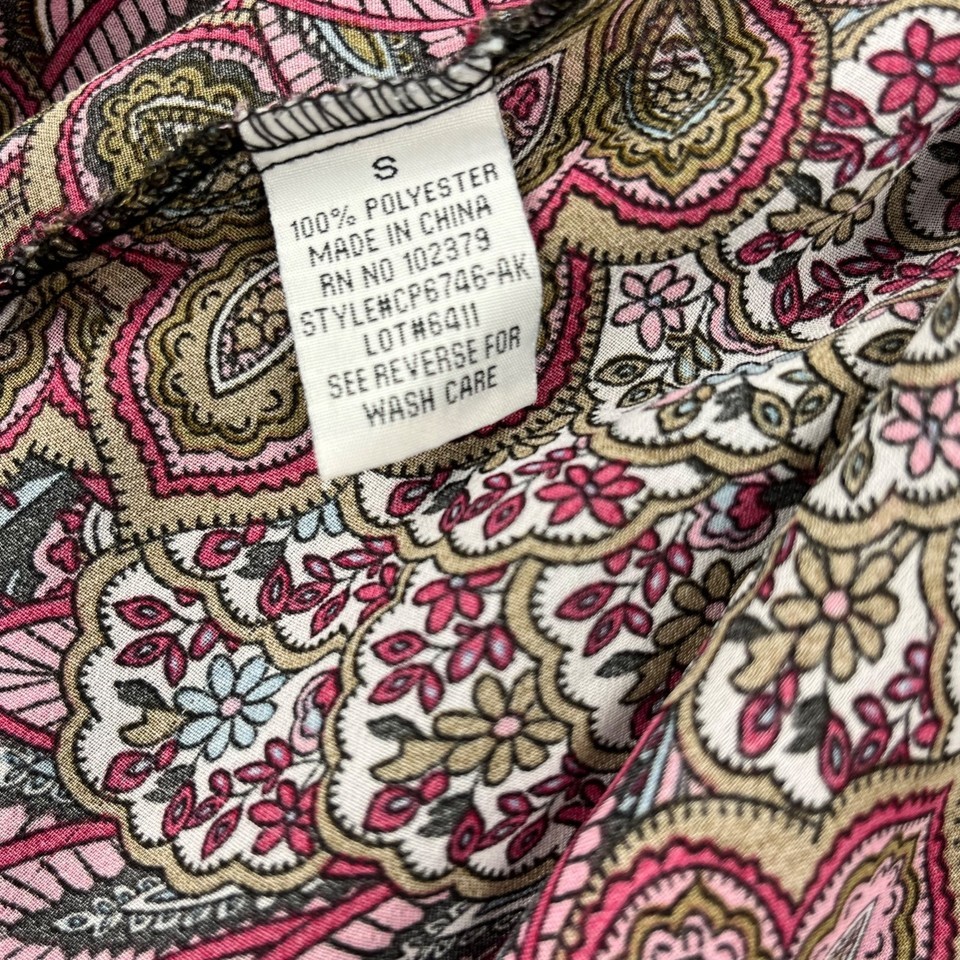 S
100% POLYESTER
MADE IN CHINA
RN NO 102379
STYLE#CP6746-AK
LOT#6411
SEE REVERSE FOR
WASH CARE